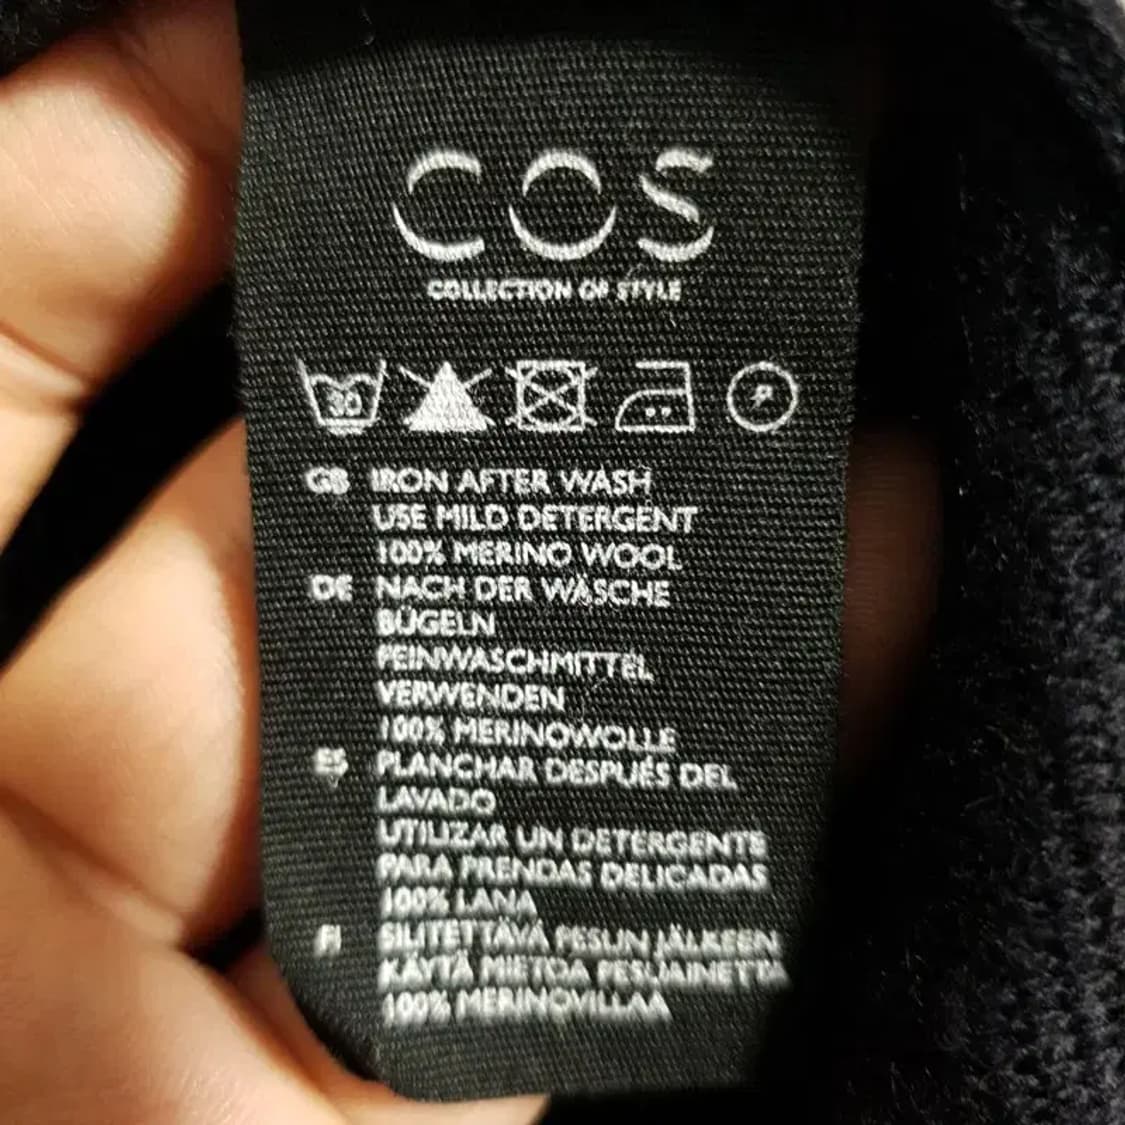 COS
COLLECTION OF STYLE
30
P
GB IRON AFTER WASH
USE MILD DETERGENT
100% MERINO WOOL
DE NACH DER WÄSCHE
BÜGELN
FEINWASCHMITTEL
VERWENDEN
100% MERINOWOLLE
ES PLANCHAR DESPUÉS DEL
LAVADO
UTILIZAR UN DETERGENTE
PARA PRENDAS DELICADAS
100% LANA
FI SILITETTÄVÄ PESUN JÄLKEEN
KÄYTÄ MIETOA PESUAINETTA
100% MERINOVILLAA